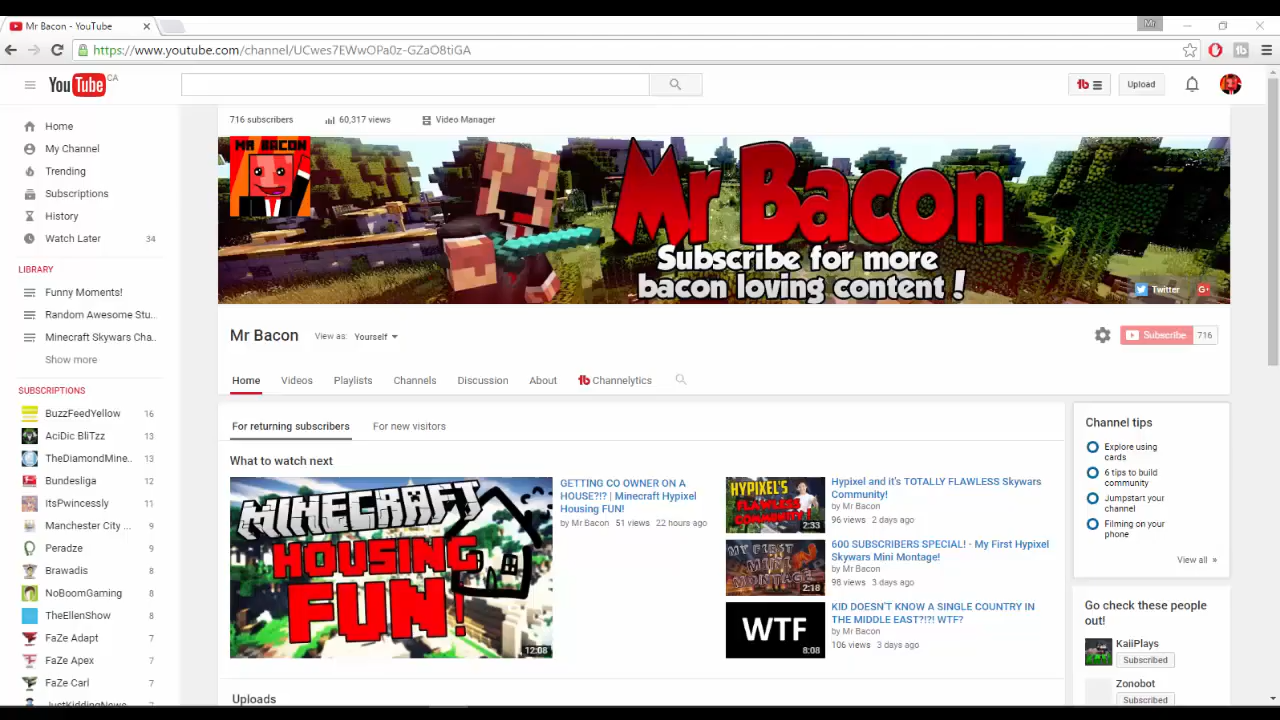 Mr Bacon - YouTube
Mr
https://www.youtube.com/channel/UCwes7EWwOPa0z-GZaO8tiGA
YouTube CA
Upload
Home
My Channel
Trending
Subscriptions
History
Watch Later 34
LIBRARY
Funny Moments!
Random Awesome Stu...
Minecraft Skywars Cha...
Show more
SUBSCRIPTIONS
BuzzFeedYellow 16
AciDic BliTzz 13
TheDiamondMine... 13
Bundesliga 11
ItsPwincessly 11
Manchester City ... 9
Peradze 9
Brawadis 8
NoBoomGaming 8
TheEllenShow 8
FaZe Adapt 7
FaZe Apex 7
FaZe Carl 7
JustKiddingNews
716 subscribers
60,317 views
Video Manager
MR BACON
Mr Bacon
Subscribe for more
bacon loving content!
Twitter
Mr Bacon
View as: Yourself
Subscribe 716
Home Videos Playlists Channels Discussion About Channelytics
For returning subscribers For new visitors
What to watch next
MINECRAFT
HOUSING
FUN!
12:08
GETTING CO OWNER ON A
HOUSE?!? | Minecraft Hypixel
Housing FUN!
by Mr Bacon 51 views 22 hours ago
HYPIXEL'S
FLAWLESS
COMMUNITY!
2:33
Hypixel and it's TOTALLY FLAWLESS Skywars
Community!
by Mr Bacon
96 views 2 days ago
MY FIRST
MINI
MONTAGE!
2:18
600 SUBSCRIBERS SPECIAL! - My First Hypixel
Skywars Mini Montage!
by Mr Bacon
98 views 3 days ago
WTF
8:08
KID DOESN'T KNOW A SINGLE COUNTRY IN
THE MIDDLE EAST?!?! WTF?
by Mr Bacon
106 views 3 days ago
Uploads
Channel tips
Explore using
cards
6 tips to build
community
Jumpstart your
channel
Filming on your
phone
View all »
Go check these people
out!
KaiiPlays
Subscribed
Zonobot
Subscribed